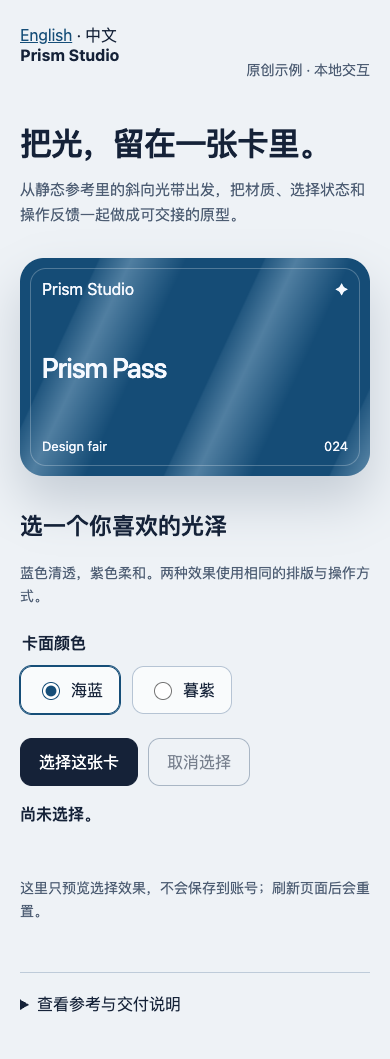 English · 中文
Prism Studio
原创示例 · 本地交互
把光，留在一张卡里。
从静态参考里的斜向光带出发，把材质、选择状态和
操作反馈一起做成可交接的原型。
Prism Studio
Prism Pass
Design fair
024
选一个你喜欢的光泽
蓝色清透，紫色柔和。两种效果使用相同的排版与操作方
式。
卡面颜色
海蓝
暮紫
选择这张卡
取消选择
尚未选择。
这里只预览选择效果，不会保存到账号；刷新页面后会重
置。
查看参考与交付说明